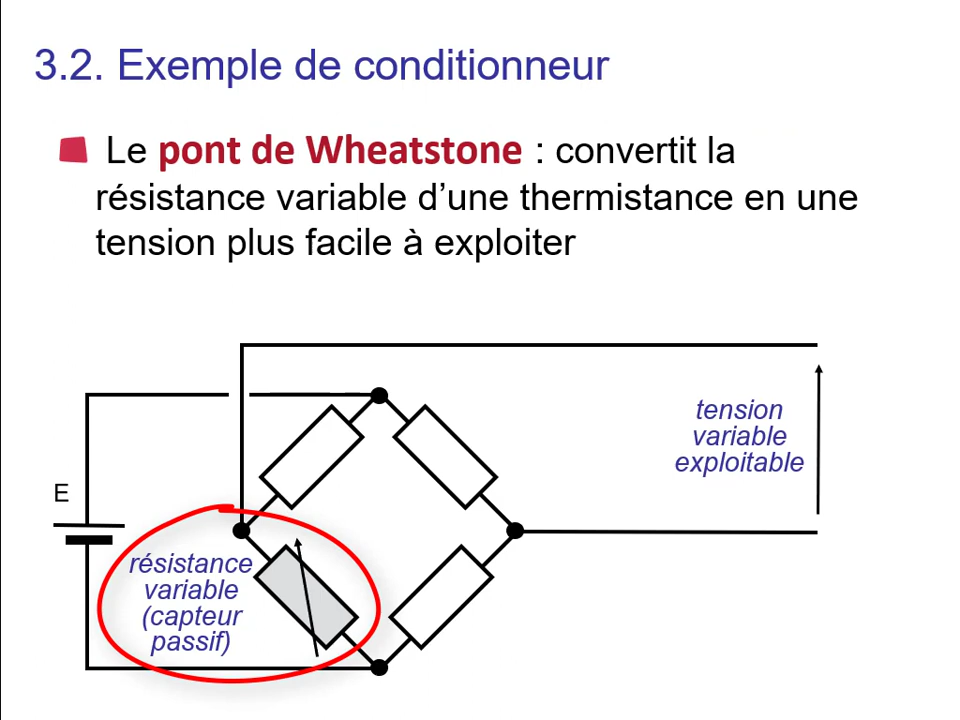 3.2. Exemple de conditionneur
Le pont de Wheatstone : convertit la
résistance variable d’une thermistance en une
tension plus facile à exploiter
tension
variable
exploitable
E
résistance
variable
(capteur
passif)